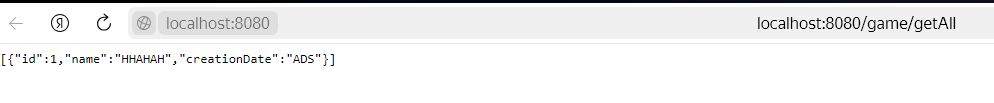 Я localhost:8080 localhost:8080/game/getAll
[{"id":1,"name":"HHAHAH","creationDate":"ADS"}]